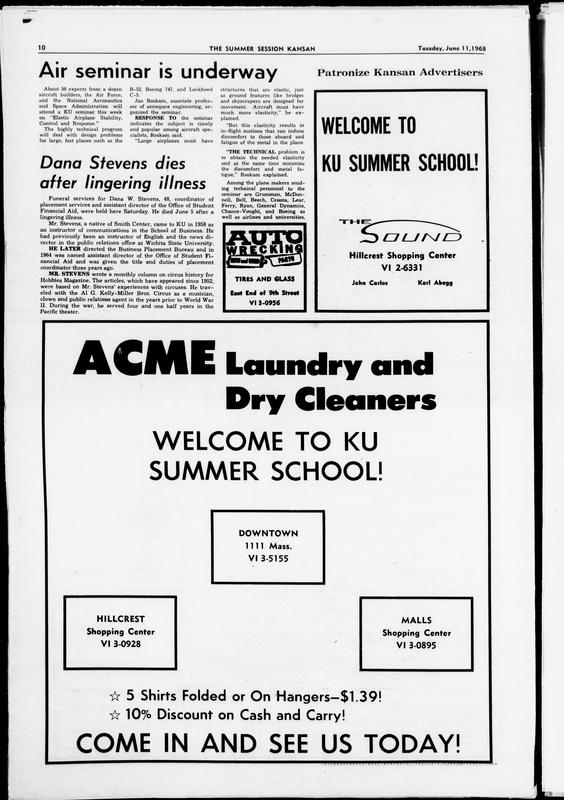 10
THE SUMMER SESSION KANSAN
Tuesday, June 11, 1968
Air seminar is underway
About 50 experts from a dozen
aircraft builders, the Air Force,
and the National Aeronautics
and Space Administration will
attend a KU seminar this week
on "Elastic Airplane Stability,
Control and Response."
The highly technical program
will deal with design problems
for large, fast planes such as the
B-52, Boeing 747, and Lockheed
C-5.
Jan Roskam, associate profes-
sor of aerospace engineering, or-
ganized the seminar.
RESPONSE TO the seminar
indicates the subject is timely
and popular among aircraft spe-
cialists, Roskam said.
"Large airplanes must have
structures that are elastic, just
as ground features like bridges
and skyscrapers are designed for
movement. Aircraft must have
much more elasticity," he ex-
plained.
"But this elasticity results in
in-flight motions that can induce
discomfort to those aboard and
fatigue of the metal in the plane.
"THE TECHNICAL problem is
to obtain the needed elasticity
and at the same time minimize
the discomfort and metal fa-
tigue," Roskam explained.
Among the plane makers send-
ing technical personnel to the
seminar are Grumman, McDon-
nell, Bell, Beech, Cessna, Lear,
Ferry, Ryan, General Dynamics,
Chance-Vought, and Boeing as
well as airlines and universities.
Dana Stevens dies
after lingering illness
Funeral services for Dana W. Stevens, 48, coordinator of
placement services and assistant director of the Office of Student
Financial Aid, were held here Saturday. He died June 5 after a
lingering illness.
Mr. Stevens, a native of Smith Center, came to KU in 1958 as
an instructor of communications in the School of Business. He
had previously been an instructor of English and the news di-
rector in the public relations office at Wichita State University.
HE LATER directed the Business Placement Bureau and in
1964 was named assistant director of the Office of Student Fi-
nancial Aid and was given the title and duties of placement
coordinator three years ago.
MR. STEVENS wrote a monthly column on circus history for
Hobbies Magazine. The articles, which have appeared since 1952,
were based on Mr. Stevens' experiences with circuses. He trav-
eled with the Al G. Kelly-Miller Bros. Circus as a musician,
clown and public relations agent in the years prior to World War
II. During the war, he served four and one half years in the
Pacific theater.
AUTO
WRECKING
PARTS
TIRES AND GLASS
East End of 9th Street
VI 3-0956
Patronize Kansan Advertisers
WELCOME TO
KU SUMMER SCHOOL!
THE
SOUND
Hillcrest Shopping Center
VI 2-6331
John Carlos Karl Abegg
ACME Laundry and
Dry Cleaners
WELCOME TO KU
SUMMER SCHOOL!
DOWNTOWN
1111 Mass.
VI 3-5155
HILLCREST
Shopping Center
VI 3-0928
MALLS
Shopping Center
VI 3-0895
☆ 5 Shirts Folded or On Hangers—$1.39!
☆ 10% Discount on Cash and Carry!
COME IN AND SEE US TODAY!